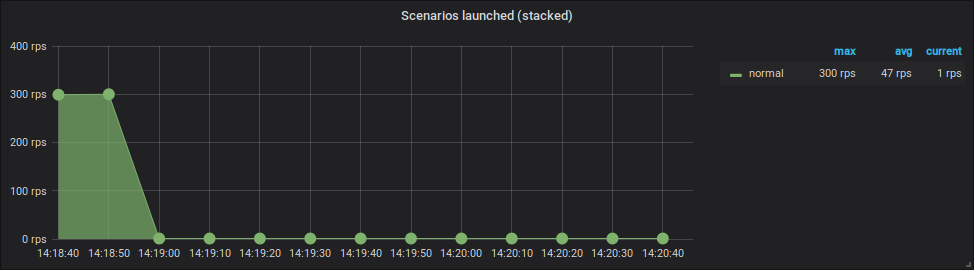 Scenarios launched (stacked)
400 rps
300 rps
200 rps
100 rps
0 rps
14:18:40 14:18:50 14:19:00 14:19:10 14:19:20 14:19:30 14:19:40 14:19:50 14:20:00 14:20:10 14:20:20 14:20:30 14:20:40
max avg current
normal 300 rps 47 rps 1 rps